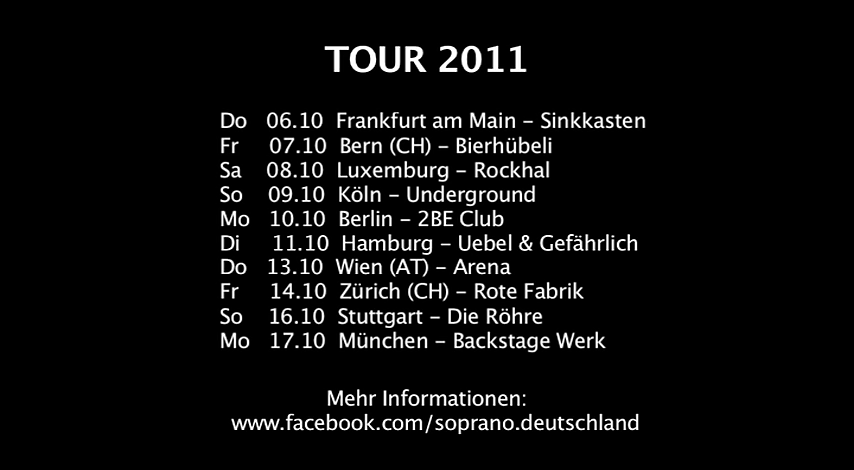 TOUR 2011
Do 06.10 Frankfurt am Main – Sinkkasten
Fr 07.10 Bern (CH) – Bierhübeli
Sa 08.10 Luxemburg – Rockhal
So 09.10 Köln – Underground
Mo 10.10 Berlin – 2BE Club
Di 11.10 Hamburg – Uebel & Gefährlich
Do 13.10 Wien (AT) – Arena
Fr 14.10 Zürich (CH) – Rote Fabrik
So 16.10 Stuttgart – Die Röhre
Mo 17.10 München – Backstage Werk
Mehr Informationen:
www.facebook.com/soprano.deutschland